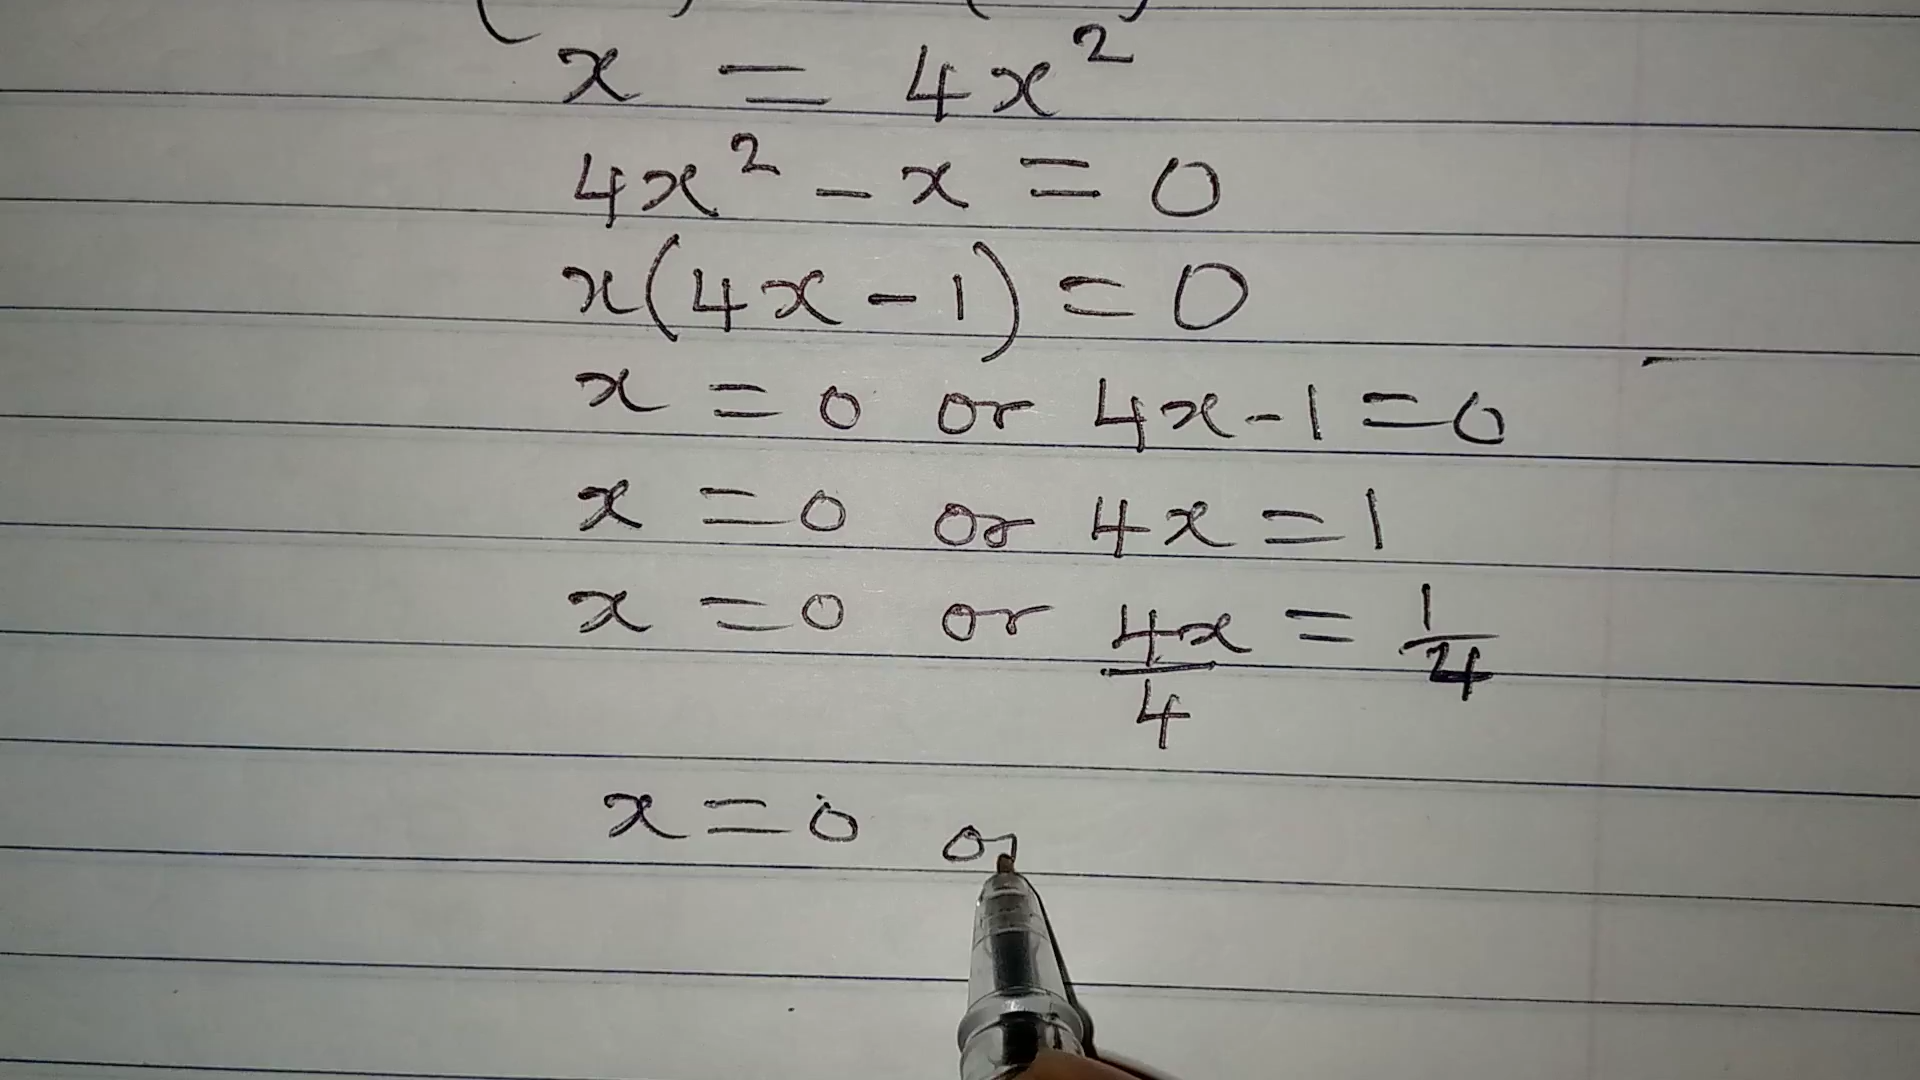 x = 4x²
4x² - x = 0
x(4x - 1) = 0
x = 0 or 4x - 1 = 0
x = 0 or 4x = 1
x = 0 or 4x/4 = 1/4
x = 0 or